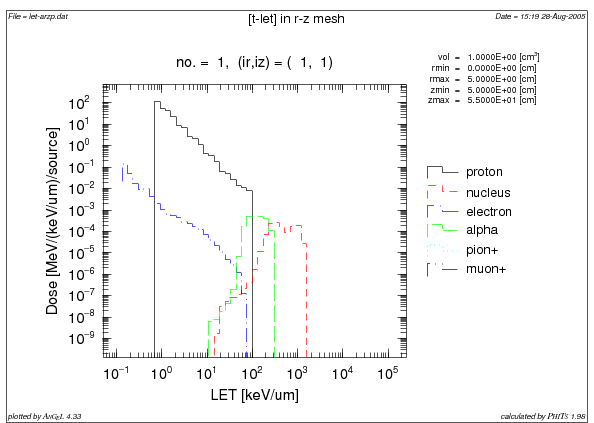 File = let-arzp.dat
[t-let] in r-z mesh
Date = 15:19 28-Aug-2005
no. = 1, (ir,iz) = ( 1, 1)
vol = 1.0000E+00 [cm³]
rmin = 0.0000E+00 [cm]
rmax = 5.0000E+00 [cm]
zmin = 5.0000E+00 [cm]
zmax = 5.5000E+01 [cm]
Dose [MeV/(keV/um)/source]
10²
10¹
10⁰
10⁻¹
10⁻²
10⁻³
10⁻⁴
10⁻⁵
10⁻⁶
10⁻⁷
10⁻⁸
10⁻⁹
proton
nucleus
electron
alpha
pion+
muon+
10⁻¹ 10⁰ 10¹ 10² 10³ 10⁴ 10⁵
LET [keV/um]
plotted by ANGEL 4.33
calculated by PHITS 1.98